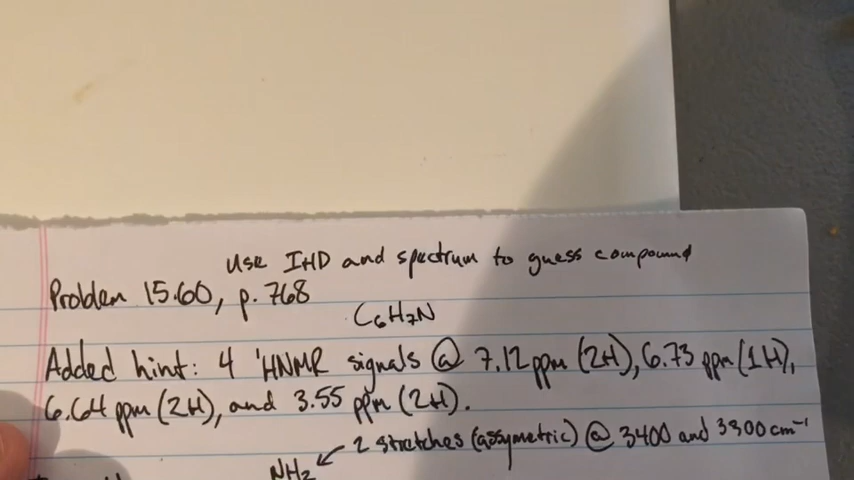 Use IHD and spectrum to guess compound
Problem 15.60, p. 768
C₆H₇N
Added hint: 4 ¹HNMR signals @ 7.12 ppm (2H), 6.73 ppm (1H),
6.64 ppm (2H), and 3.55 ppm (2H).
2 stretches (assymetric) @ 3400 and 3300 cm⁻¹
NH₂